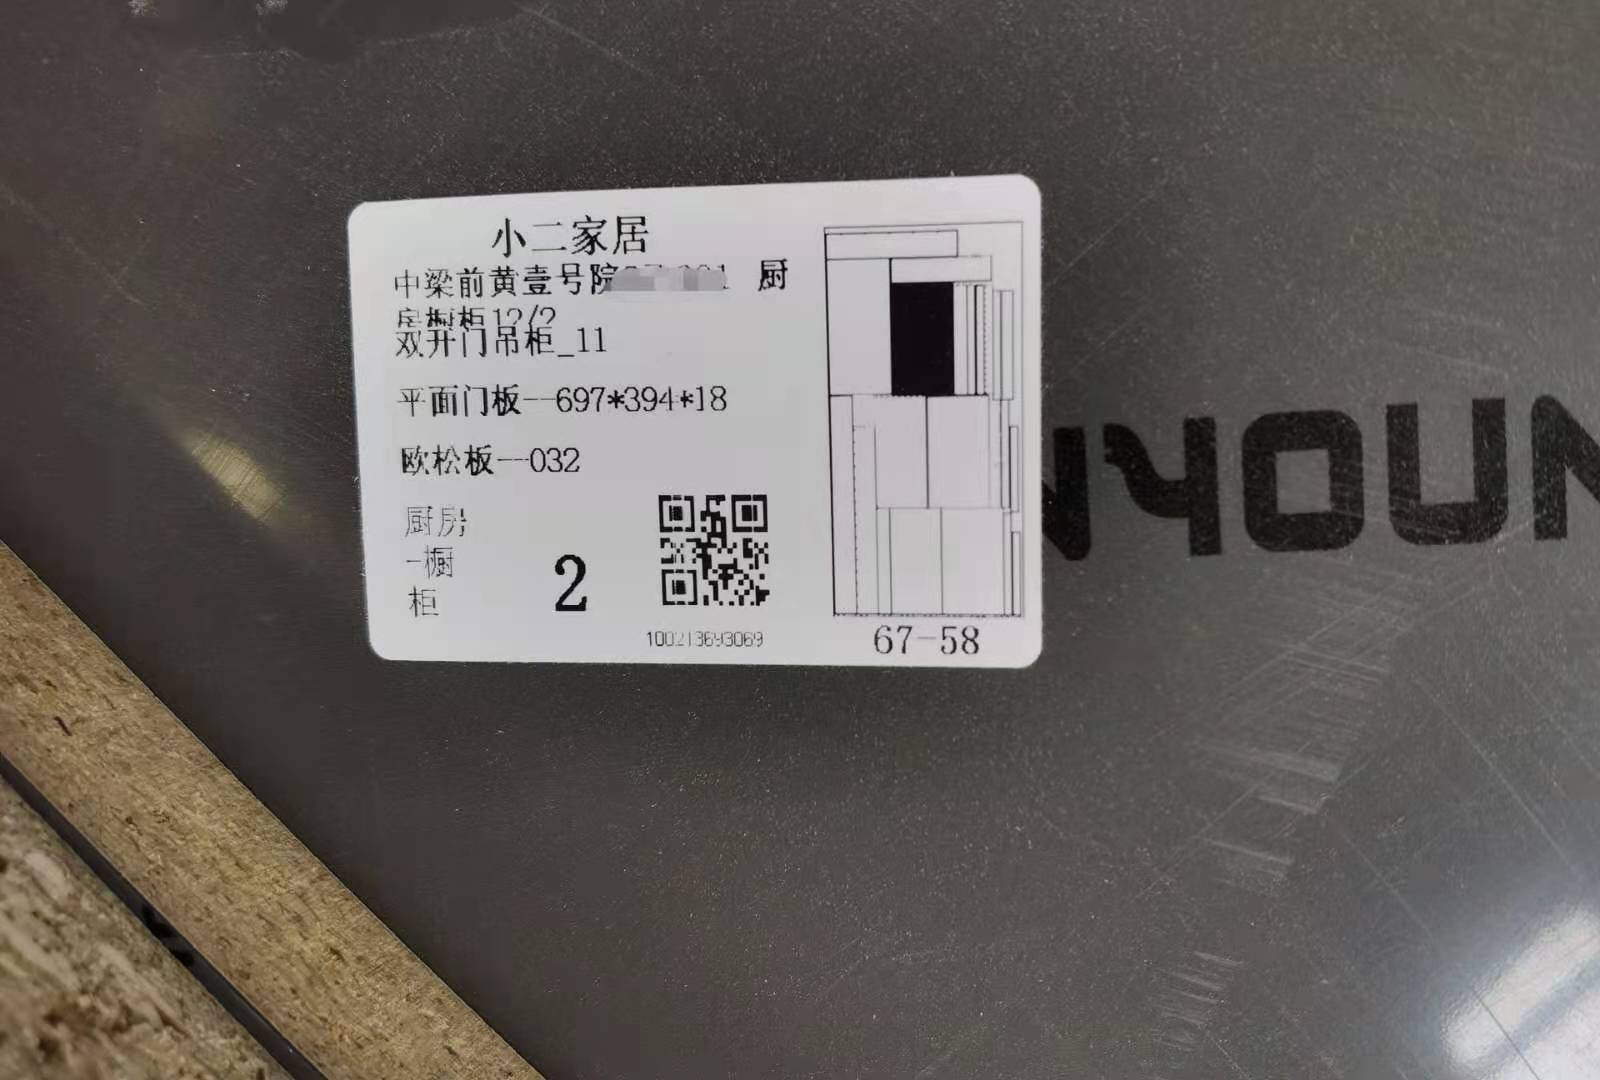 小二家居
中梁前黄壹号院 厨
房橱柜12/2
双开门吊柜_11
平面门板--697*394*18
欧松板--032
厨房
-橱
柜
2
100213693069
67-58